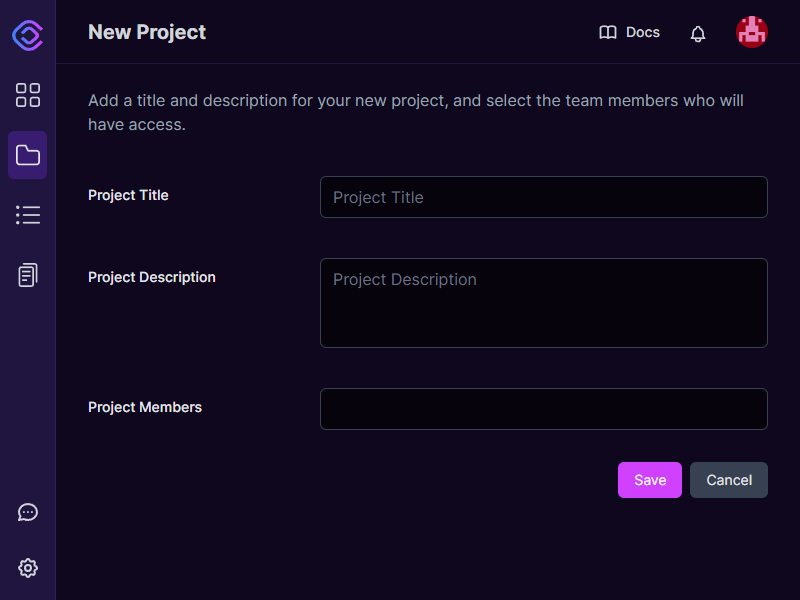 New Project
Docs
Add a title and description for your new project, and select the team members who will
have access.
Project Title
Project Title
Project Description
Project Description
Project Members
Save
Cancel